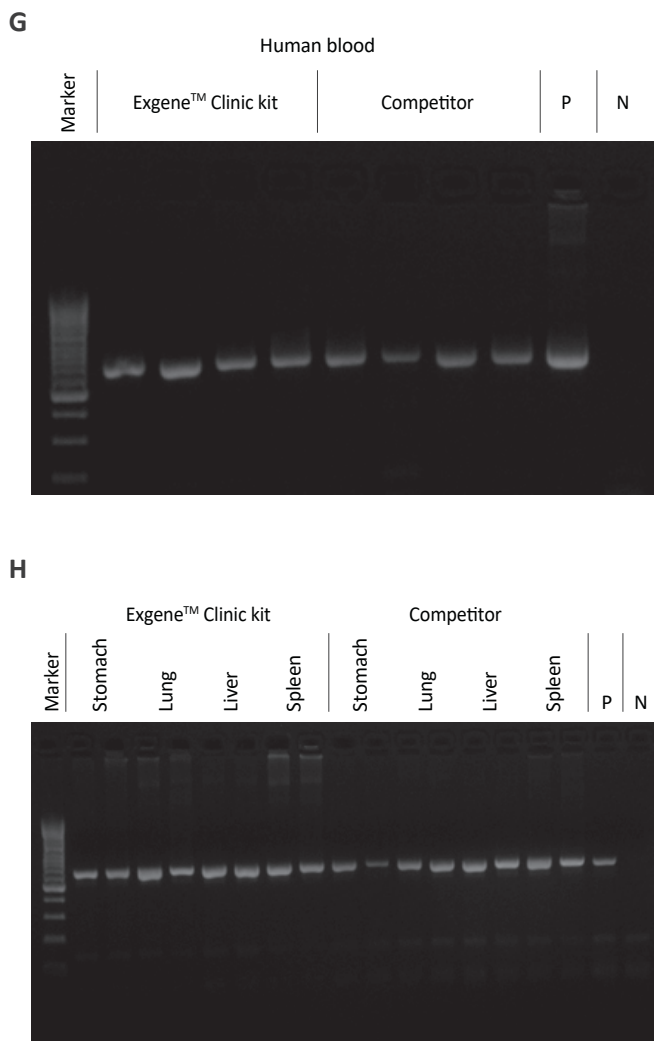 G
Human blood
Marker
Exgene™ Clinic kit
Competitor
P
N
H
Exgene™ Clinic kit
Competitor
Marker
Stomach
Lung
Liver
Spleen
Stomach
Lung
Liver
Spleen
P
N